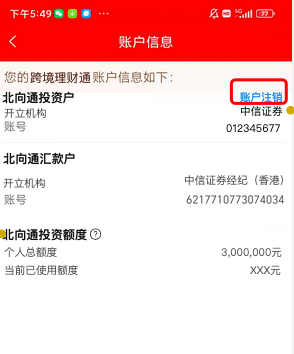 下午5:49 ···
5G 77
账户信息
您的跨境理财通账户信息如下：
北向通投资户 账户注销
开立机构 中信证券
账号 012345677
北向通汇款户
开立机构 中信证券经纪（香港）
账号 6217710773074034
北向通投资额度 ?
个人总额度 3,000,000元
当前已使用额度 XXX元